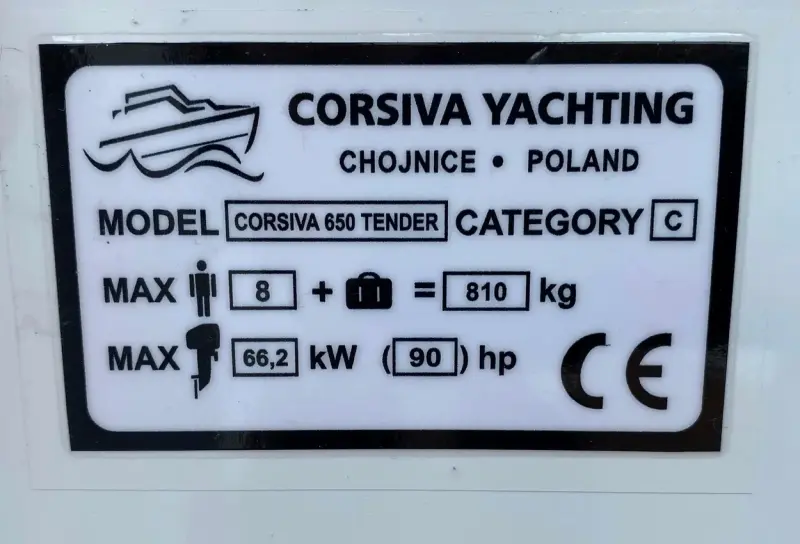 CORSIVA YACHTING
CHOJNICE • POLAND
MODEL CORSIVA 650 TENDER CATEGORY C
MAX 8 + = 810 kg
MAX 66,2 kW (90) hp
CE